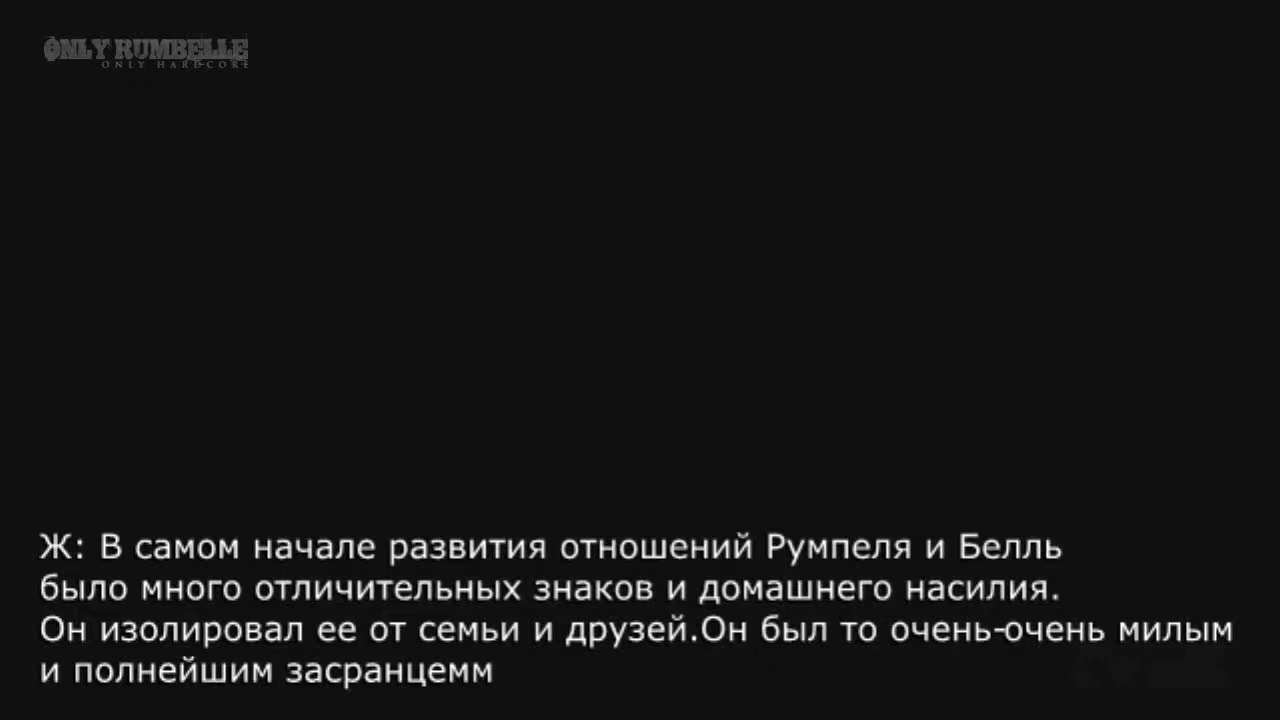 ONLY RUMBELLE
ONLY HARDCORE
Ж: В самом начале развития отношений Румпеля и Белль
было много отличительных знаков и домашнего насилия.
Он изолировал ее от семьи и друзей.Он был то очень-очень милым
и полнейшим засранцемм